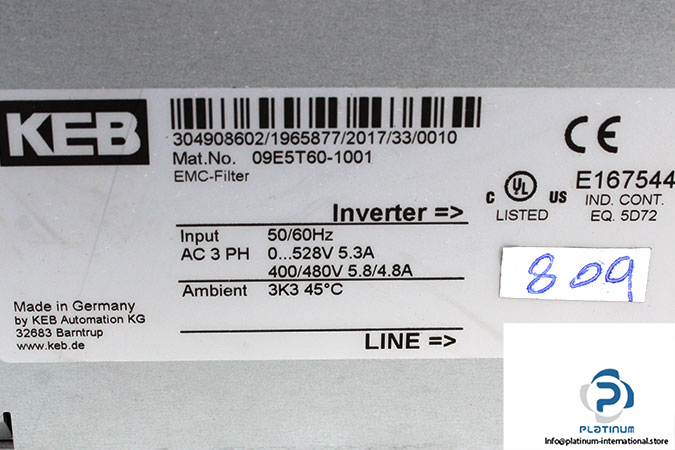 KEB
304908602/1965877/2017/33/0010
Mat.No. 09E5T60-1001
EMC-Filter
CE
C UL US
LISTED
E167544
IND. CONT.
EQ. 5D72
Inverter =>
Input 50/60Hz
AC 3 PH 0...528V 5.3A
400/480V 5.8/4.8A
Ambient 3K3 45°C
809
Made in Germany
by KEB Automation KG
32683 Barntrup
www.keb.de
LINE =>
PLATINUM
info@platinum-international.store